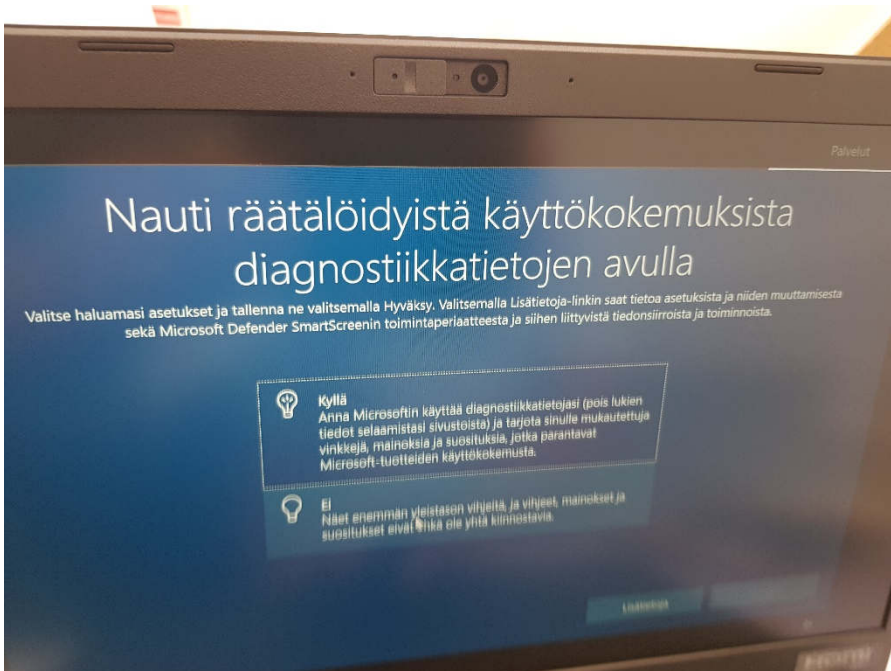 Palvelut
Nauti räätälöidyistä käyttökokemuksista
diagnostiikkatietojen avulla
Valitse haluamasi asetukset ja tallenna ne valitsemalla Hyväksy. Valitsemalla Lisätietoja-linkin saat tietoa asetuksista ja niiden muuttamisesta
sekä Microsoft Defender SmartScreenin toimintaperiaatteesta ja siihen liittyvistä tiedonsiirroista ja toiminnoista.
Kyllä
Anna Microsoftin käyttää diagnostiikkatietojasi (pois lukien
tiedot selaamistasi sivustoista) ja tarjota sinulle mukautettuja
vinkkejä, mainoksia ja suosituksia, jotka parantavat
Microsoft-tuotteiden käyttökokemusta.
Ei
Näet enemmän yleistason vihjeitä, ja vihjeet, mainokset ja
suositukset eivät ehkä ole yhtä kiinnostavia.
Lisätietoja